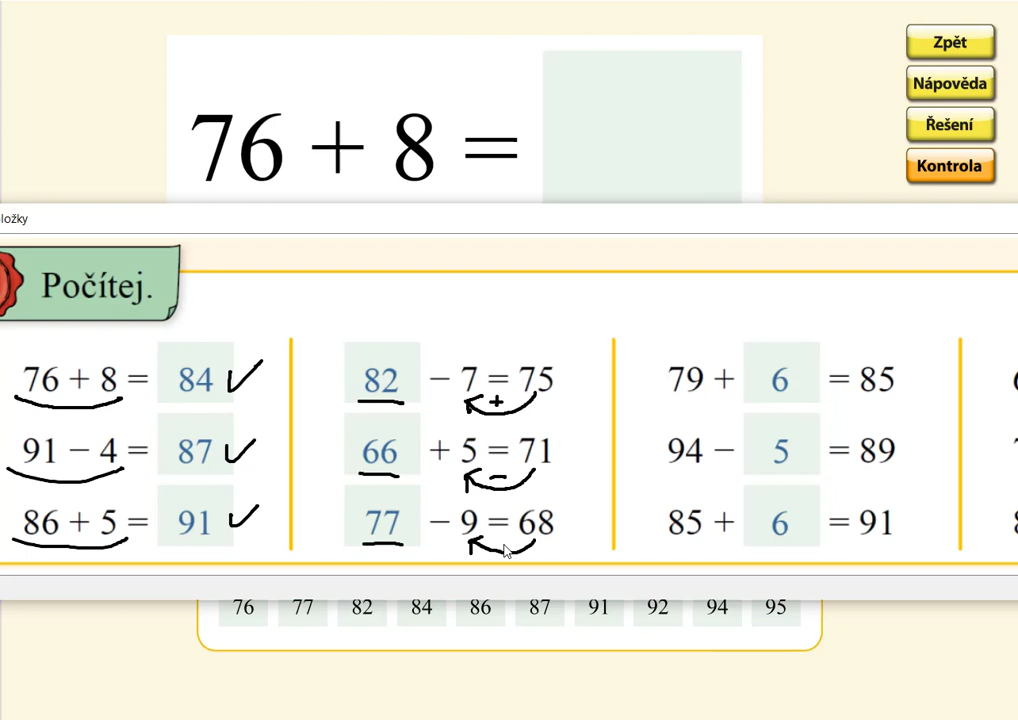 Zpět
Nápověda
Řešení
Kontrola
76 + 8 =
ložky
Počítej.
76 + 8 = 84
91 − 4 = 87
86 + 5 = 91
82 − 7 = 75
+
66 + 5 = 71
−
77 − 9 = 68
79 + 6 = 85
94 − 5 = 89
85 + 6 = 91
76 77 82 84 86 87 91 92 94 95